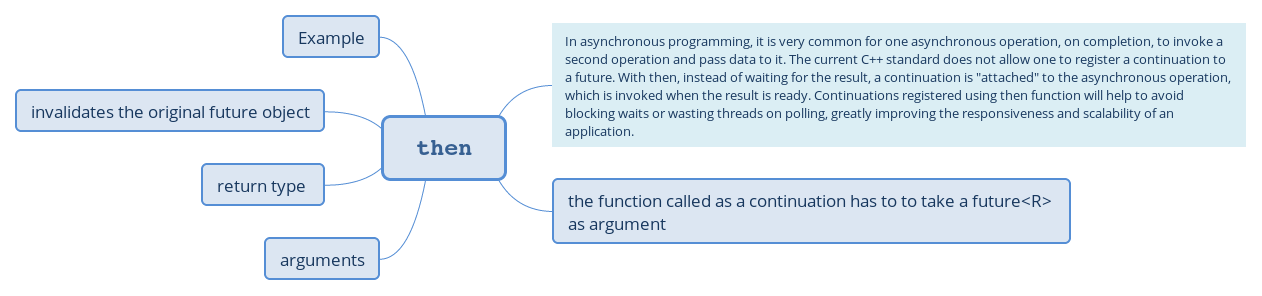 Example
invalidates the original future object
return type
arguments
then
In asynchronous programming, it is very common for one asynchronous operation, on completion, to invoke a
second operation and pass data to it. The current C++ standard does not allow one to register a continuation to
a future. With then, instead of waiting for the result, a continuation is "attached" to the asynchronous operation,
which is invoked when the result is ready. Continuations registered using then function will help to avoid
blocking waits or wasting threads on polling, greatly improving the responsiveness and scalability of an
application.
the function called as a continuation has to to take a future<R>
as argument